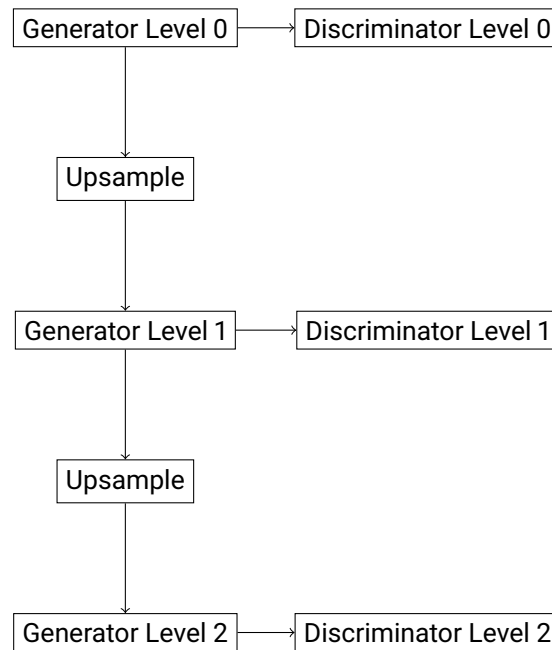 Generator Level 0
Discriminator Level 0
Upsample
Generator Level 1
Discriminator Level 1
Upsample
Generator Level 2
Discriminator Level 2